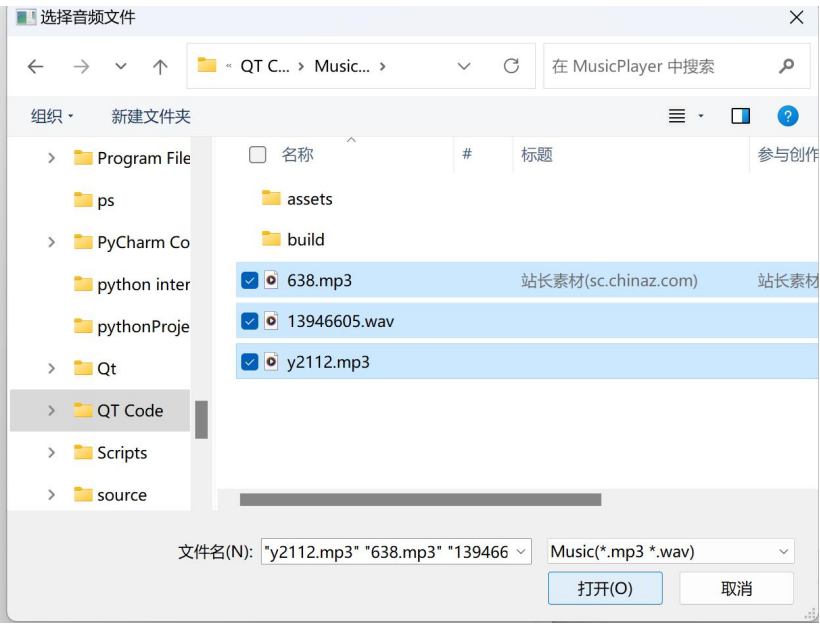 选择音频文件
« QT C... › Music... ›
在 MusicPlayer 中搜索
组织
新建文件夹
名称
#
标题
参与创作
Program File
ps
PyCharm Co
python inter
pythonProje
Qt
QT Code
Scripts
source
assets
build
638.mp3 站长素材(sc.chinaz.com) 站长素材
13946605.wav
y2112.mp3
文件名(N): "y2112.mp3" "638.mp3" "139466
Music(*.mp3 *.wav)
打开(O)
取消